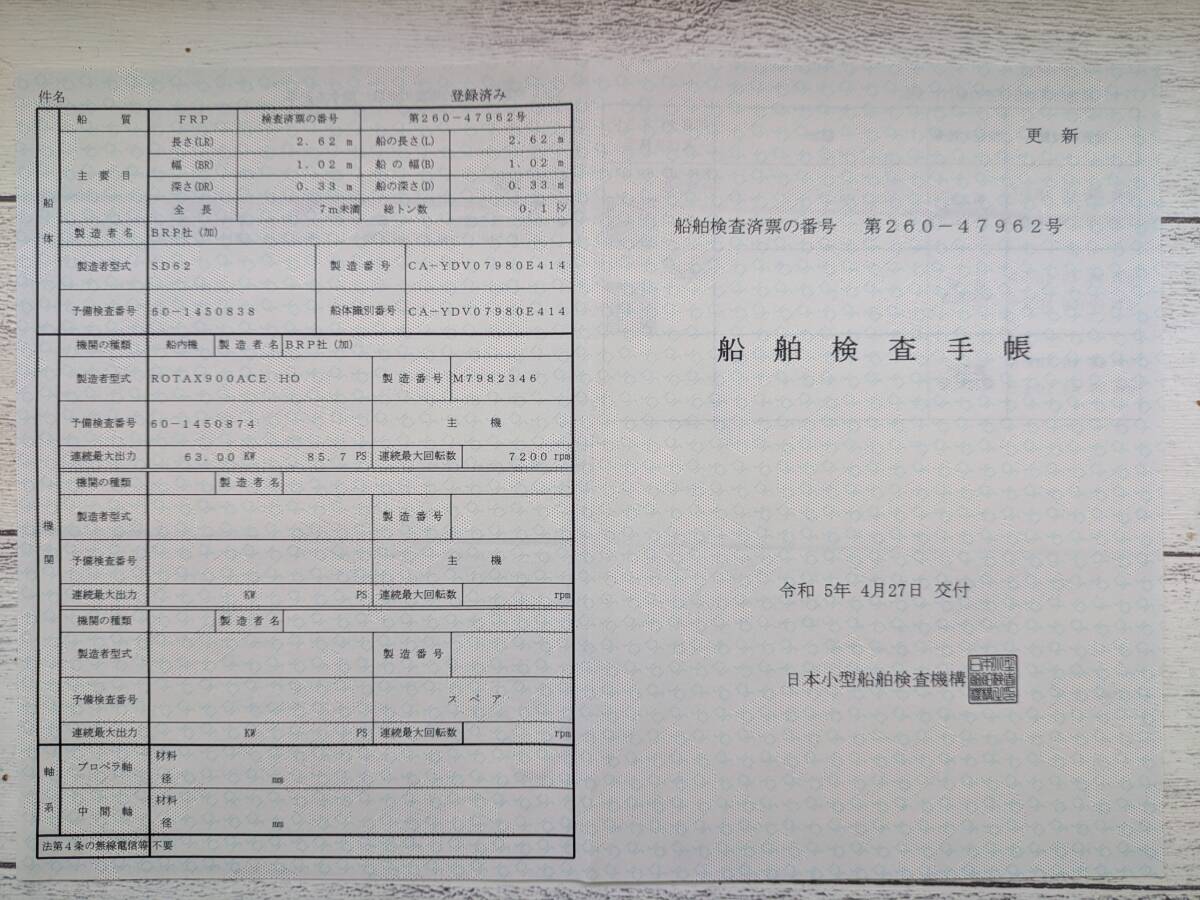 件名 登録済み
船質 ＦＲＰ 検査済票の番号 第２６０－４７９６２号
船体
主要目 長さ(LR) ２．６２ ｍ 船の長さ(L) ２．６２ ｍ
幅 (BR) １．０２ ｍ 船の幅(B) １．０２ ｍ
深さ(DR) ０．３３ ｍ 船の深さ(D) ０．３３ ｍ
全長 ７ｍ未満 総トン数 ０．１ トン
製造者名 ＢＲＰ社（加）
製造者型式 ＳＤ６２ 製造番号 ＣＡ－ＹＤＶ０７９８０Ｅ４１４
予備検査番号 ６０－１４５０８３８ 船体識別番号 ＣＡ－ＹＤＶ０７９８０Ｅ４１４
機関
機関の種類 船内機 製造者名 ＢＲＰ社（加）
製造者型式 ＲＯＴＡＸ９００ＡＣＥ ＨＯ 製造番号 Ｍ７９８２３４６
予備検査番号 ６０－１４５０８７４ 主機
連続最大出力 ６３．００ KW ８５．７ PS 連続最大回転数 ７２００ rpm
機関の種類 製造者名
製造者型式 製造番号
予備検査番号 主機
連続最大出力 KW PS 連続最大回転数 rpm
機関の種類 製造者名
製造者型式 製造番号
予備検査番号 スペア
連続最大出力 KW PS 連続最大回転数 rpm
軸系
プロペラ軸 材料
径 mm
中間軸 材料
径 mm
法第４条の無線電信等 不要
更新
船舶検査済票の番号 第２６０－４７９６２号
船舶検査手帳
令和 5年 4月27日 交付
日本小型船舶検査機構